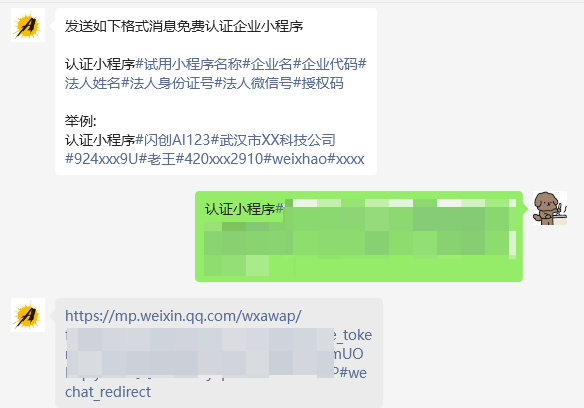 发送如下格式消息免费认证企业小程序
认证小程序#试用小程序名称#企业名#企业代码#
法人姓名#法人身份证号#法人微信号#授权码
举例:
认证小程序#闪创AI123#武汉市XX科技公司
#924xxx9U#老王#420xxx2910#weixhao#xxxx
认证小程序#
https://mp.weixin.qq.com/wxawap/
e_toke
mUO
P#we
chat_redirect